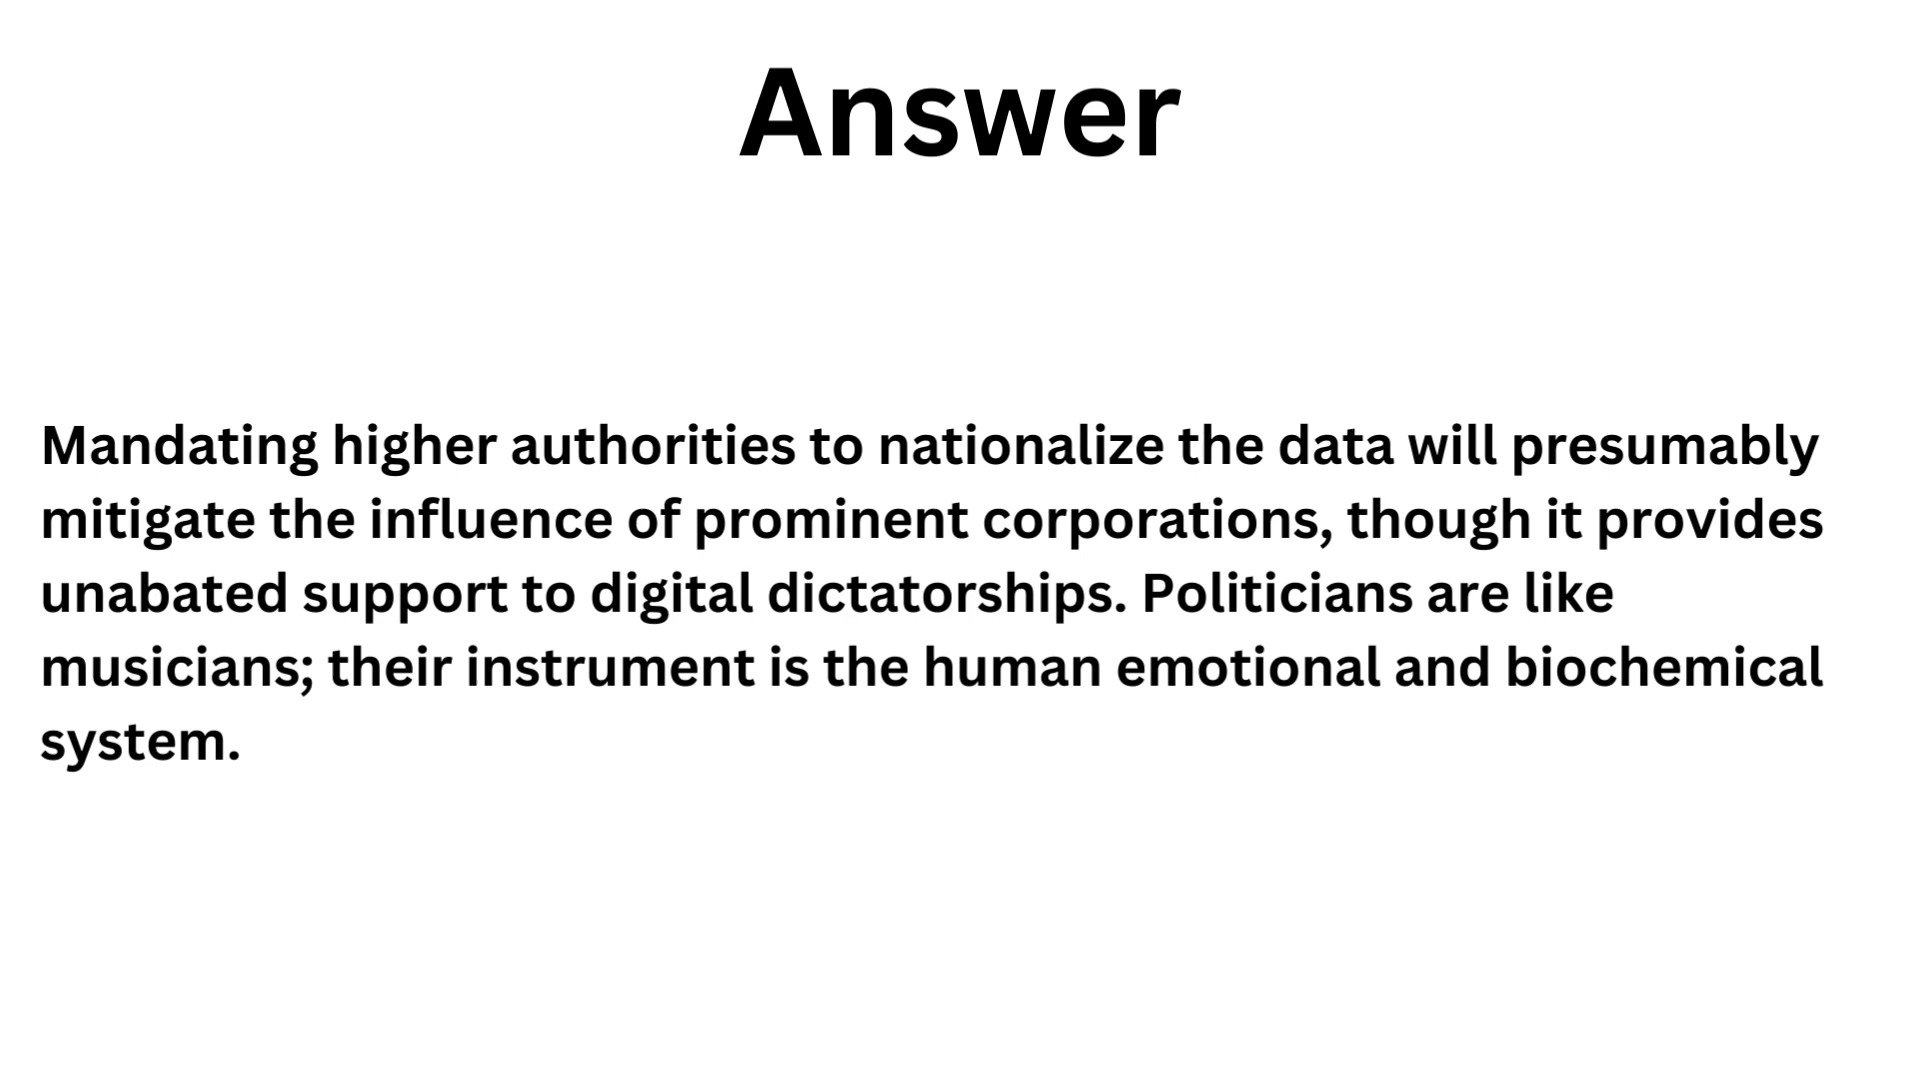 Answer
Mandating higher authorities to nationalize the data will presumably
mitigate the influence of prominent corporations, though it provides
unabated support to digital dictatorships. Politicians are like
musicians; their instrument is the human emotional and biochemical
system.